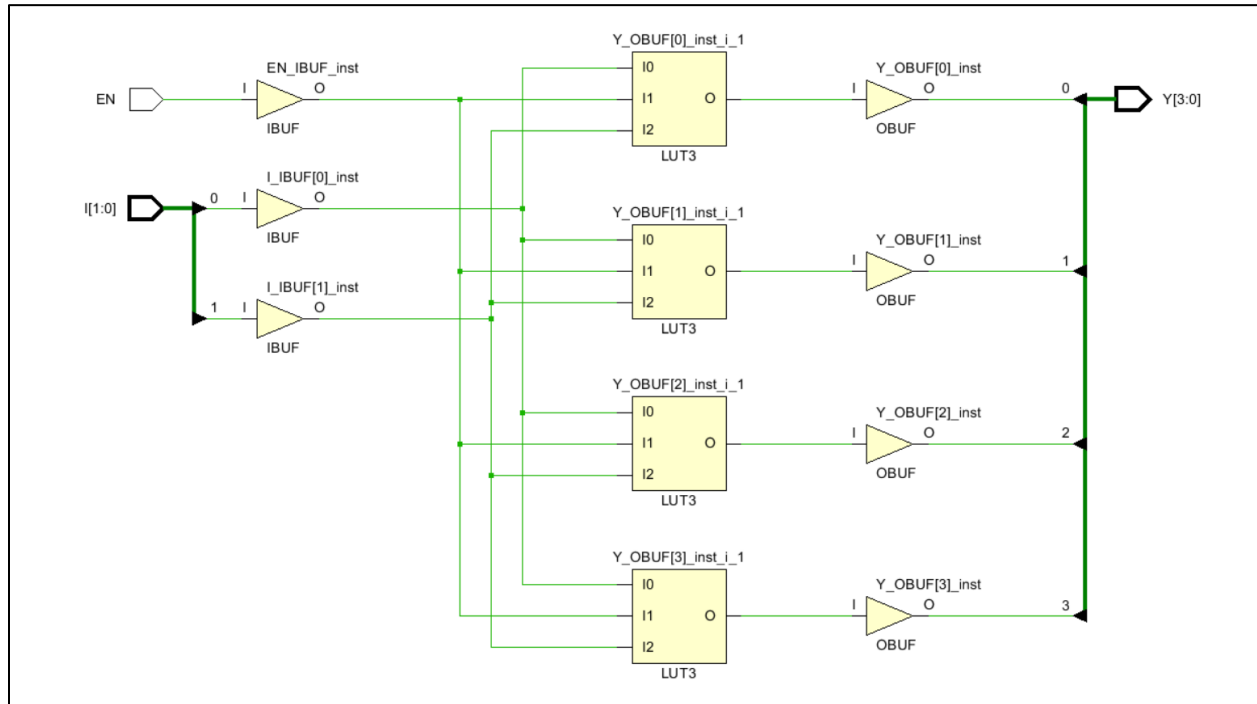 Y_OBUF[0]_inst_i_1
EN_IBUF_inst
Y_OBUF[0]_inst
I0
EN
I
O
I1
O
I
O
0
Y[3:0]
IBUF
I2
OBUF
LUT3
I_IBUF[0]_inst
I[1:0]
0
I
O
Y_OBUF[1]_inst_i_1
IBUF
I0
Y_OBUF[1]_inst
I1
O
I
O
1
I_IBUF[1]_inst
I2
OBUF
1
I
O
LUT3
IBUF
Y_OBUF[2]_inst_i_1
I0
Y_OBUF[2]_inst
I1
O
I
O
2
I2
OBUF
LUT3
Y_OBUF[3]_inst_i_1
I0
Y_OBUF[3]_inst
I1
O
I
O
3
I2
OBUF
LUT3